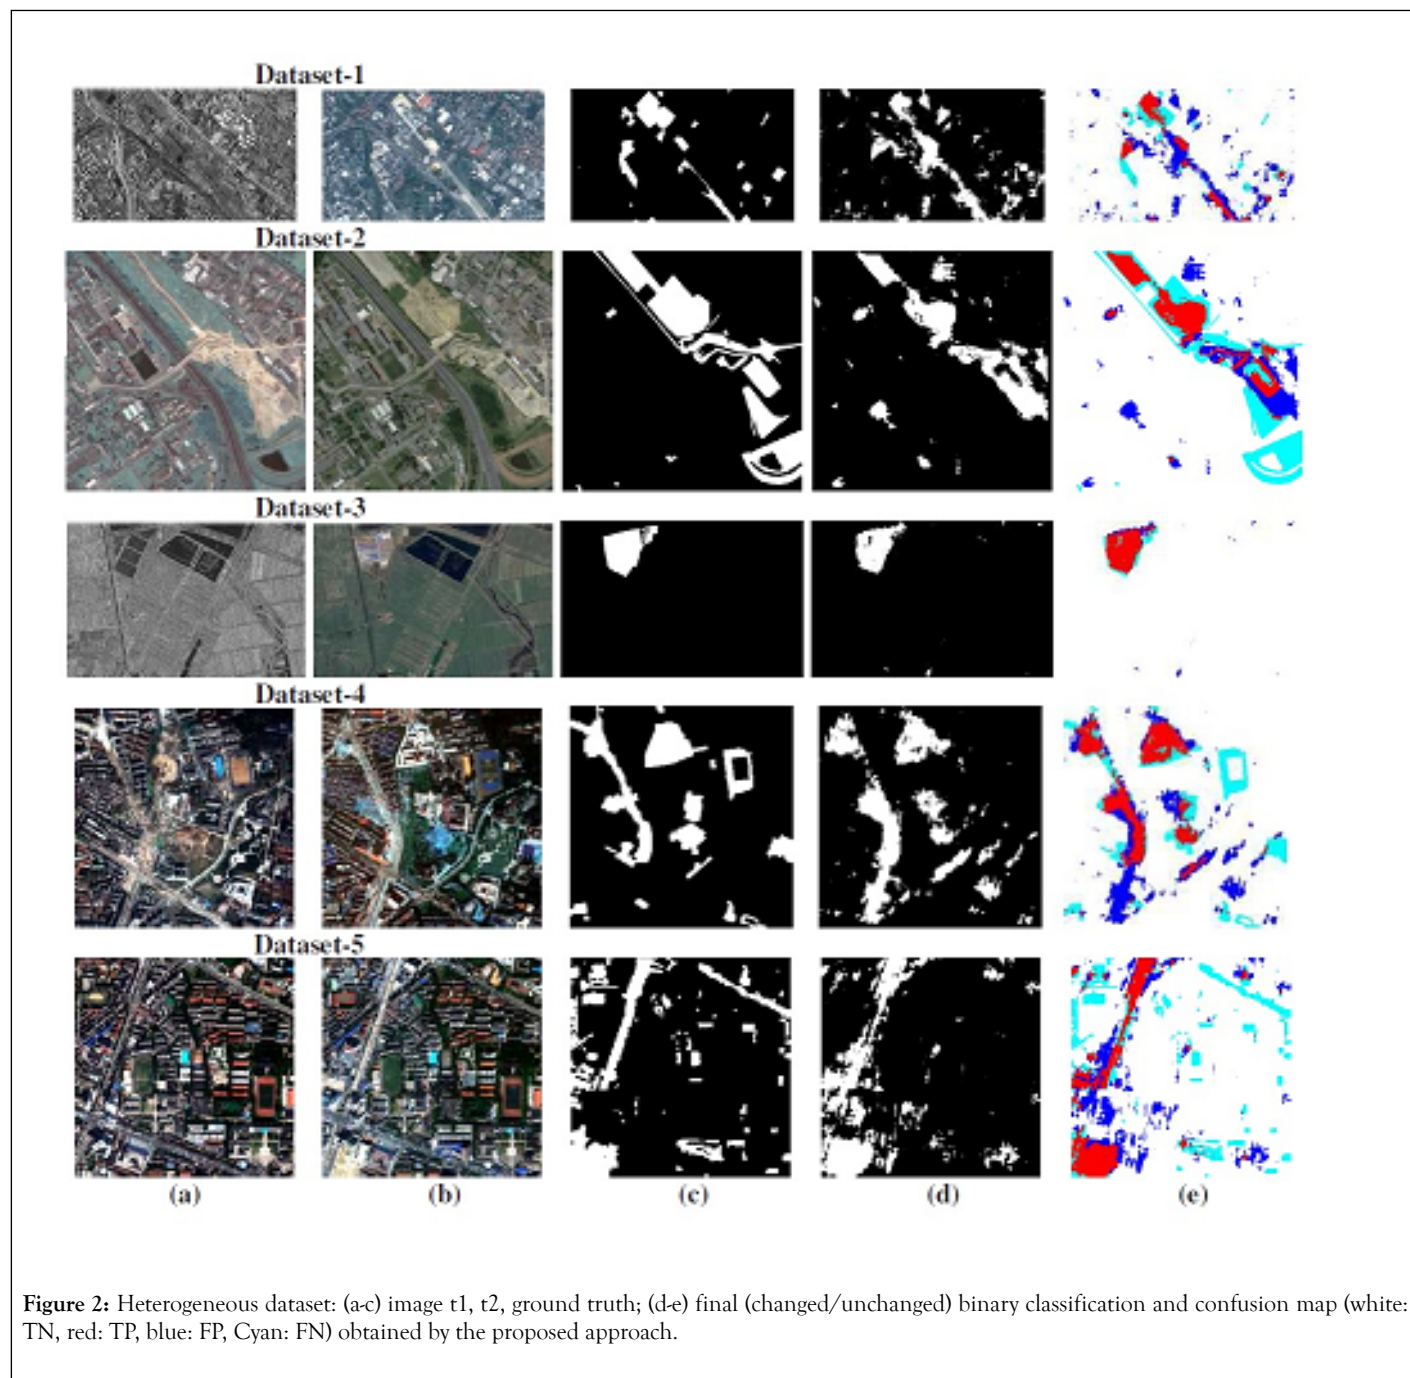 Dataset-1
Dataset-2
Dataset-3
Dataset-4
Dataset-5
(a) (b) (c) (d) (e)
Figure 2: Heterogeneous dataset: (a-c) image t1, t2, ground truth; (d-e) final (changed/unchanged) binary classification and confusion map (white:
TN, red: TP, blue: FP, Cyan: FN) obtained by the proposed approach.